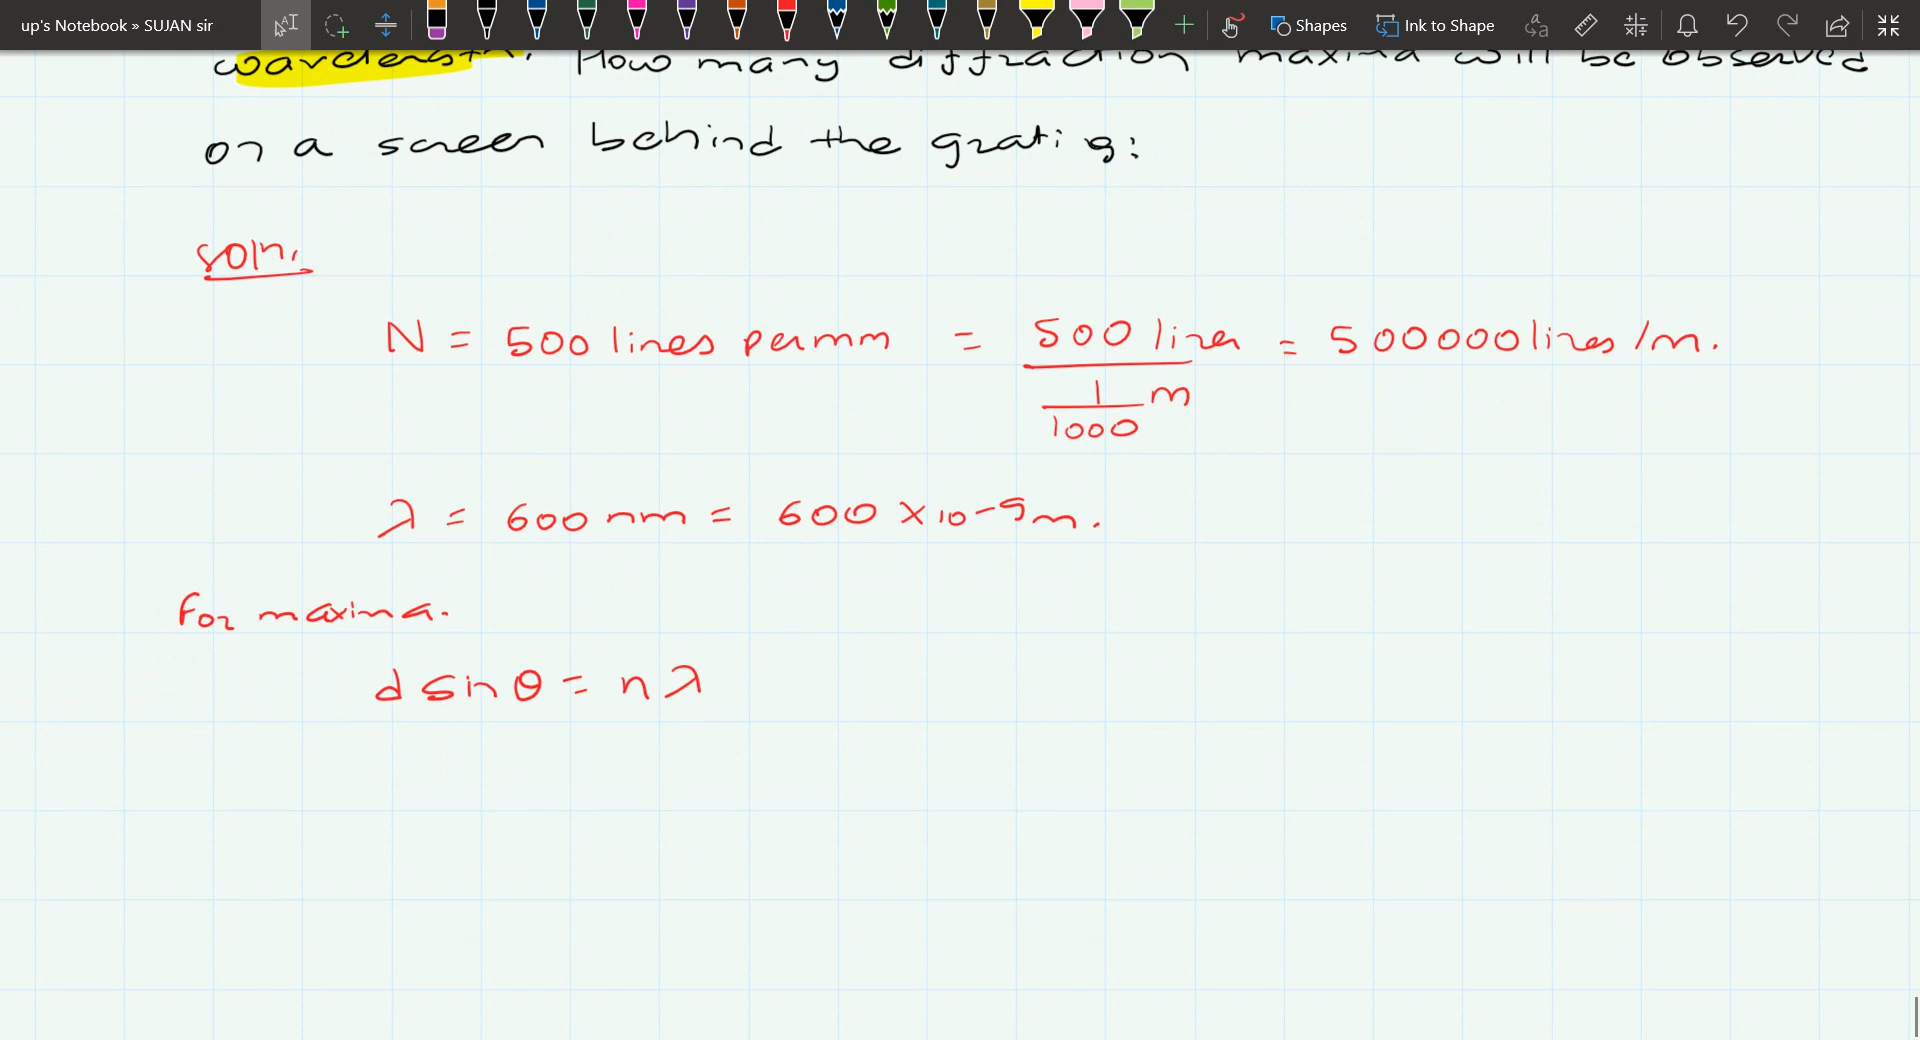 up's Notebook » SUJAN sir Shapes Ink to Shape
wavelength. How many diffraction maxima will be observed
on a screen behind the grating:
soln.
N = 500 lines per mm = 500 lines / (1/1000 m) = 500000 lines/m.
λ = 600 nm = 600 × 10-9 m.
For maxima.
d sin θ = n λ